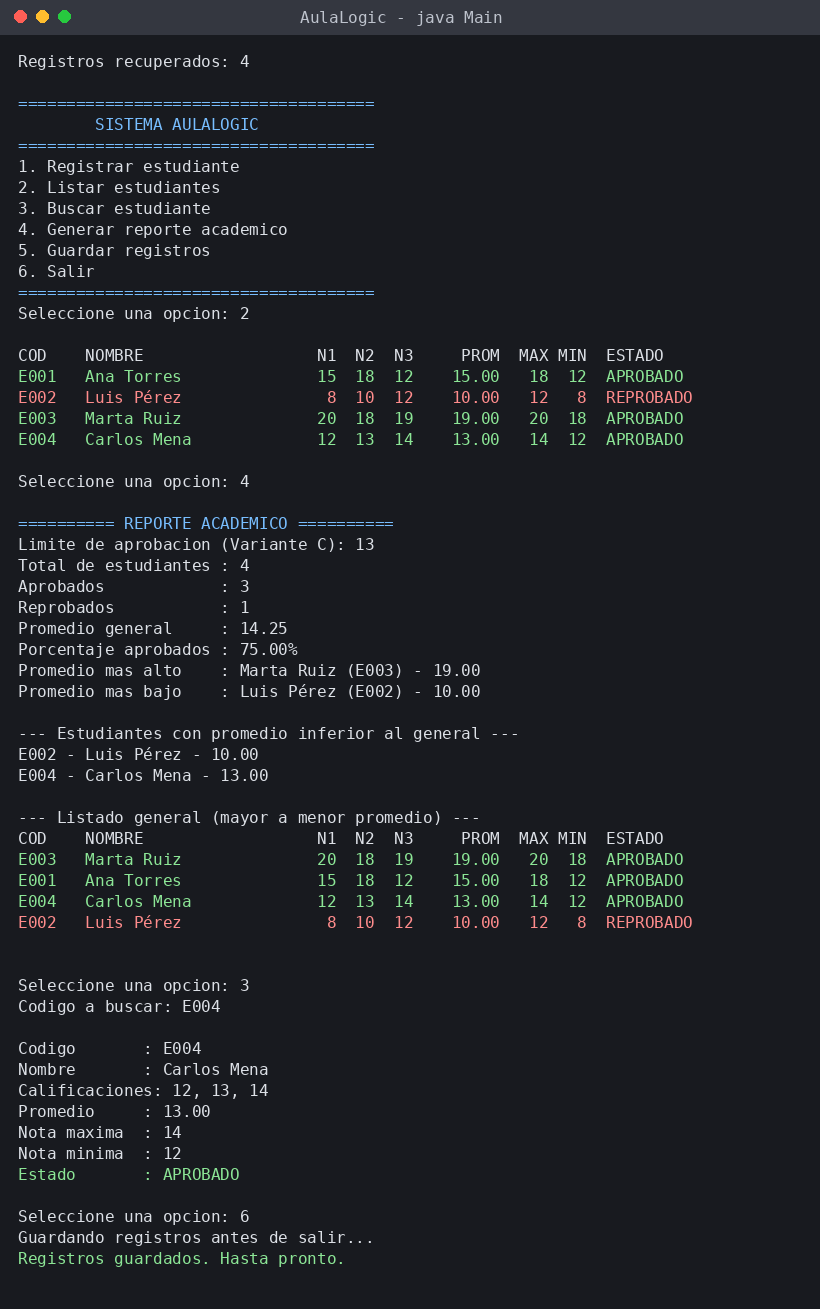 AulaLogic - java Main
Registros recuperados: 4
=====================================
        SISTEMA AULALOGIC
=====================================
1. Registrar estudiante
2. Listar estudiantes
3. Buscar estudiante
4. Generar reporte academico
5. Guardar registros
6. Salir
=====================================
Seleccione una opcion: 2
COD    NOMBRE                  N1  N2  N3     PROM  MAX MIN  ESTADO
E001   Ana Torres              15  18  12    15.00   18  12  APROBADO
E002   Luis Pérez               8  10  12    10.00   12   8  REPROBADO
E003   Marta Ruiz              20  18  19    19.00   20  18  APROBADO
E004   Carlos Mena             12  13  14    13.00   14  12  APROBADO
Seleccione una opcion: 4
========== REPORTE ACADEMICO ==========
Limite de aprobacion (Variante C): 13
Total de estudiantes : 4
Aprobados            : 3
Reprobados           : 1
Promedio general     : 14.25
Porcentaje aprobados : 75.00%
Promedio mas alto    : Marta Ruiz (E003) - 19.00
Promedio mas bajo    : Luis Pérez (E002) - 10.00
--- Estudiantes con promedio inferior al general ---
E002 - Luis Pérez - 10.00
E004 - Carlos Mena - 13.00
--- Listado general (mayor a menor promedio) ---
COD    NOMBRE                  N1  N2  N3     PROM  MAX MIN  ESTADO
E003   Marta Ruiz              20  18  19    19.00   20  18  APROBADO
E001   Ana Torres              15  18  12    15.00   18  12  APROBADO
E004   Carlos Mena             12  13  14    13.00   14  12  APROBADO
E002   Luis Pérez               8  10  12    10.00   12   8  REPROBADO
Seleccione una opcion: 3
Codigo a buscar: E004
Codigo       : E004
Nombre       : Carlos Mena
Calificaciones: 12, 13, 14
Promedio     : 13.00
Nota maxima  : 14
Nota minima  : 12
Estado       : APROBADO
Seleccione una opcion: 6
Guardando registros antes de salir...
Registros guardados. Hasta pronto.